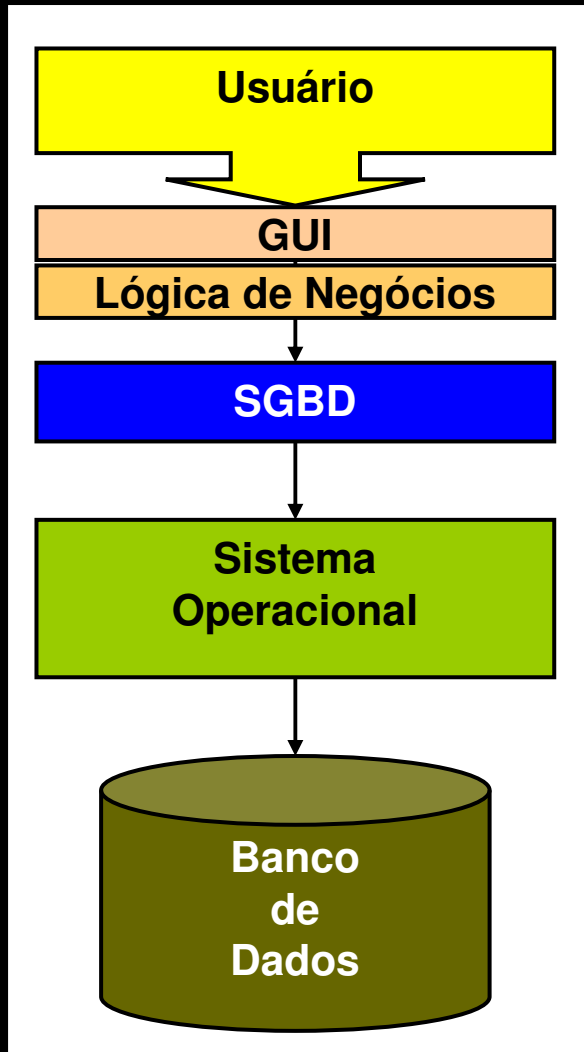 Usuário
GUI
Lógica de Negócios
SGBD
Sistema
Operacional
Banco
de
Dados